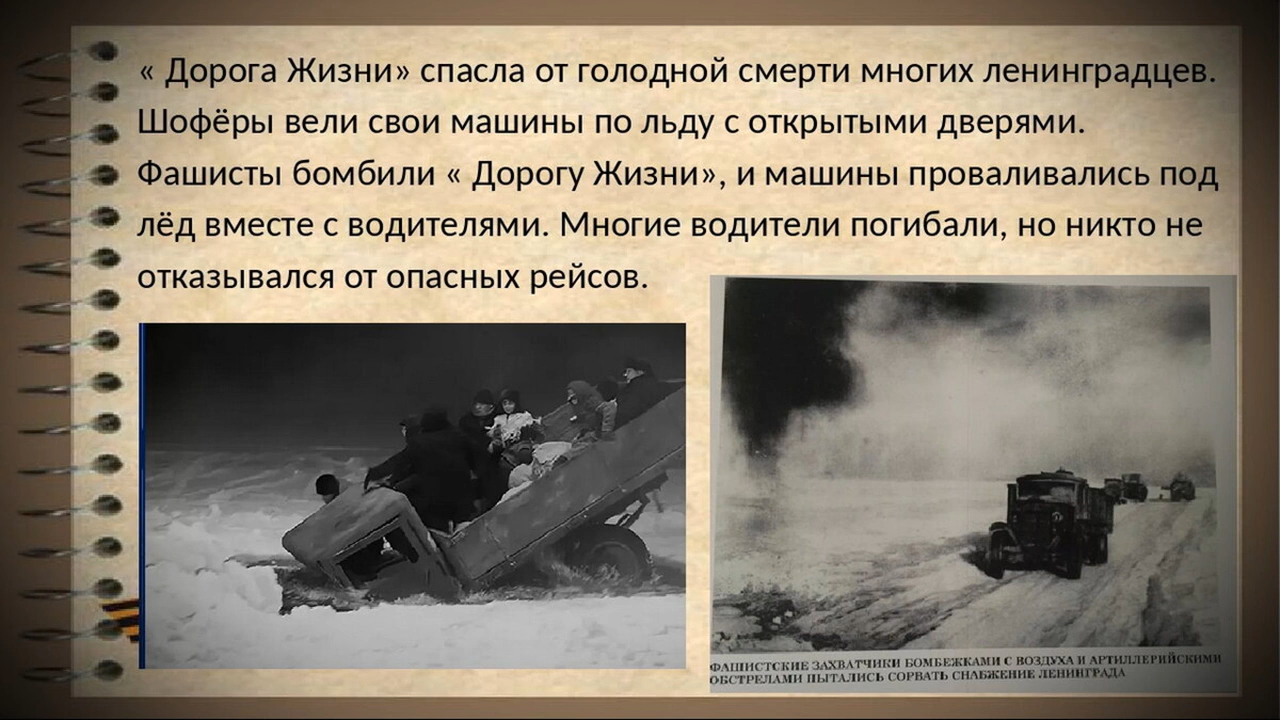 « Дорога Жизни» спасла от голодной смерти многих ленинградцев.
Шофёры вели свои машины по льду с открытыми дверями.
Фашисты бомбили « Дорогу Жизни», и машины проваливались под
лёд вместе с водителями. Многие водители погибали, но никто не
отказывался от опасных рейсов.
ФАШИСТСКИЕ ЗАХВАТЧИКИ БОМБЕЖКАМИ С ВОЗДУХА И АРТИЛЛЕРИЙСКИМИ
ОБСТРЕЛАМИ ПЫТАЛИСЬ СОРВАТЬ СНАБЖЕНИЕ ЛЕНИНГРАДА